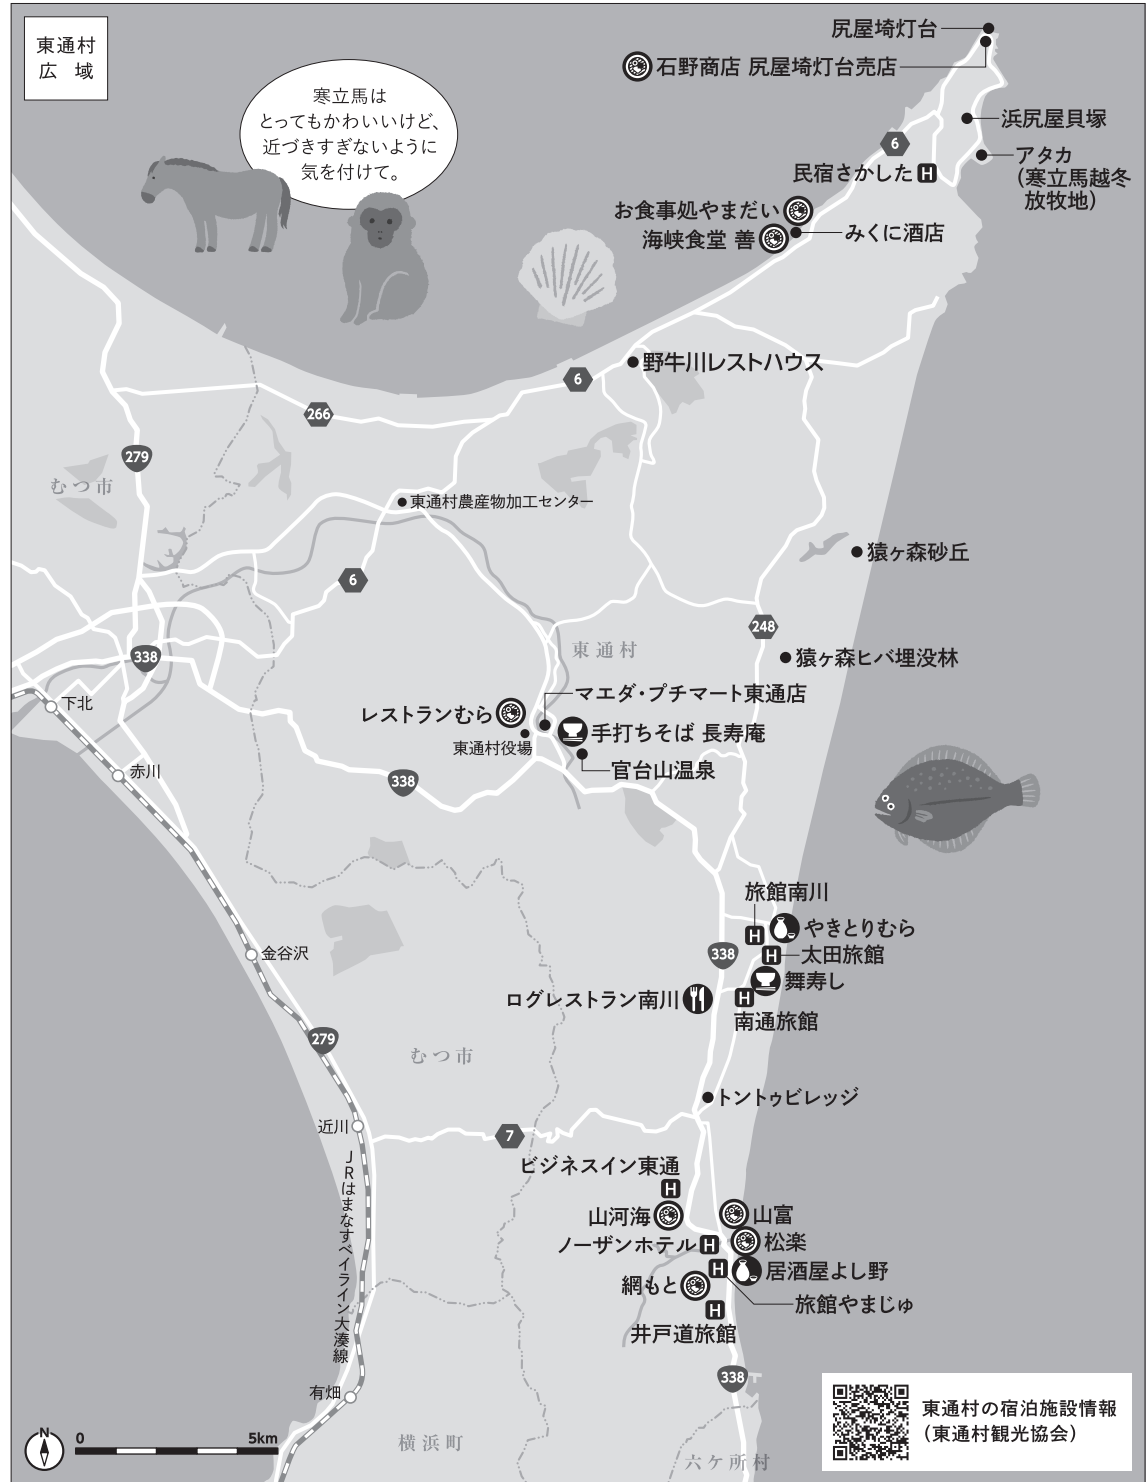 東通村
広 域
寒立馬は
とってもかわいいけど、
近づきすぎないように
気を付けて。
尻屋埼灯台
石野商店 尻屋埼灯台売店
浜尻屋貝塚
6
アタカ
(寒立馬越冬
放牧地)
民宿さかした H
お食事処やまだい
海峡食堂 善
みくに酒店
野牛川レストハウス
6
266
279
むつ市
東通村農産物加工センター
猿ヶ森砂丘
6
248
東通村
338
猿ヶ森ヒバ埋没林
マエダ・プチマート東通店
下北
レストランむら
手打ちそば 長寿庵
東通村役場
官台山温泉
赤川
338
旅館南川
H
やきとりむら
金谷沢
338
H
太田旅館
舞寿し
ログレストラン南川
H
南通旅館
279
むつ市
トントゥビレッジ
近川
7
JRはまなすベイライン大湊線
ビジネスイン東通
H
山河海
山富
ノーザンホテル H
松楽
H
居酒屋よし野
網もと
旅館やまじゅ
H
井戸道旅館
338
有畑
横浜町
六ケ所村
N
0 5km
東通村の宿泊施設情報
(東通村観光協会)